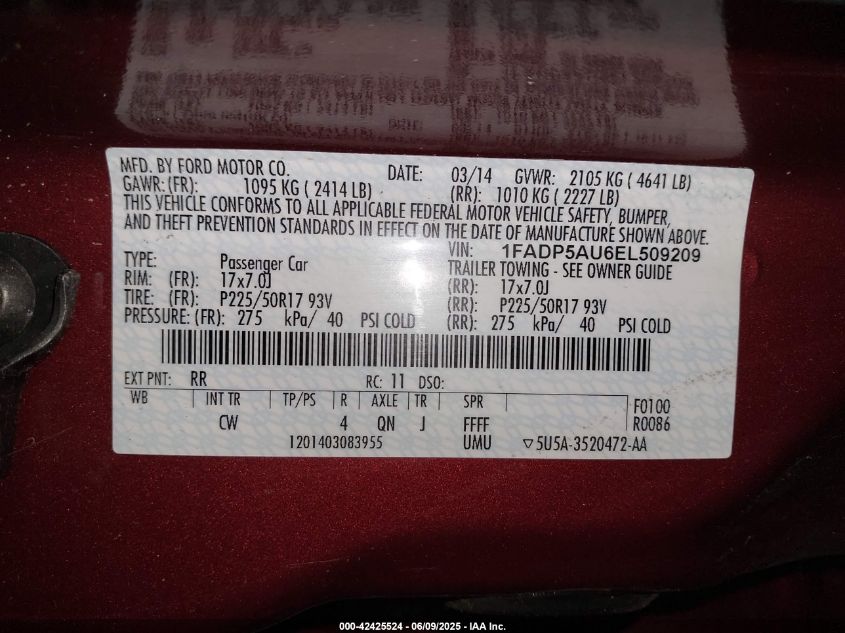 MFD. BY FORD MOTOR CO. DATE: 03/14 GVWR: 2105 KG ( 4641 LB)
GAWR:(FR): 1095 KG ( 2414 LB) (RR): 1010 KG ( 2227 LB)
THIS VEHICLE CONFORMS TO ALL APPLICABLE FEDERAL MOTOR VEHICLE SAFETY, BUMPER,
AND THEFT PREVENTION STANDARDS IN EFFECT ON THE DATE OF MANUFACTURE SHOWN ABOVE.
VIN: 1FADP5AU6EL509209
TYPE: Passenger Car TRAILER TOWING - SEE OWNER GUIDE
RIM: (FR): 17x7.0J (RR): 17x7.0J
TIRE: (FR): P225/50R17 93V (RR): P225/50R17 93V
PRESSURE: (FR): 275 kPa/ 40 PSI COLD (RR): 275 kPa/ 40 PSI COLD
EXT PNT: RR RC: 11 DSO:
WB INT TR TP/PS R AXLE TR SPR F0100
CW 4 QN J FFFF R0086
1201403083955 UMU ▽5U5A-3520472-AA
000-42425524 - 06/09/2025 - IAA Inc.